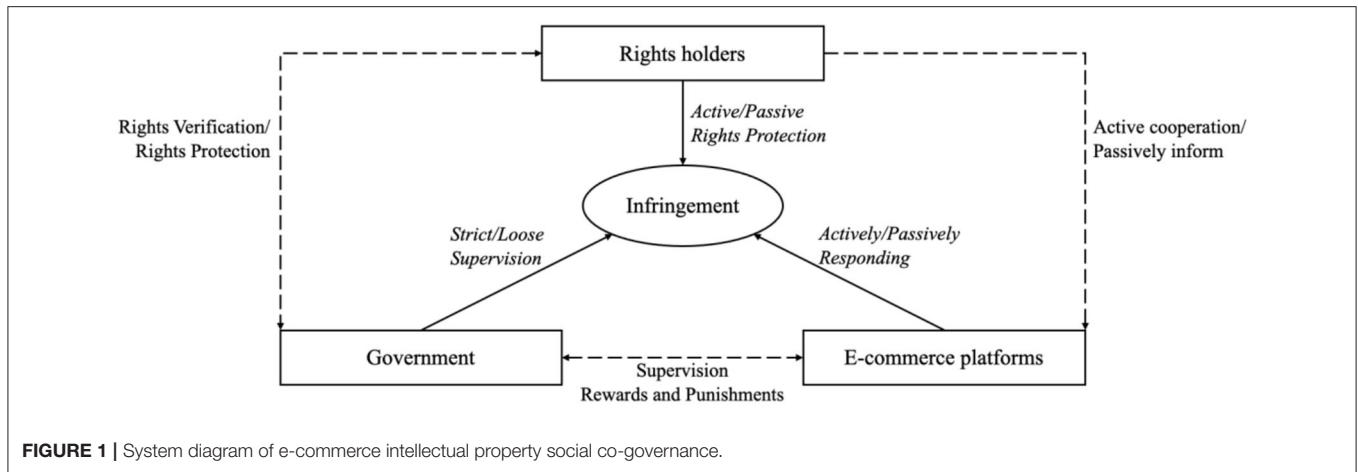 Rights holders
Rights Verification/
Rights Protection
Active/Passive
Rights Protection
Active cooperation/
Passively inform
Infringement
Strict/Loose
Supervision
Actively/Passively
Responding
Government
Supervision
Rewards and Punishments
E-commerce platforms
FIGURE 1 | System diagram of e-commerce intellectual property social co-governance.